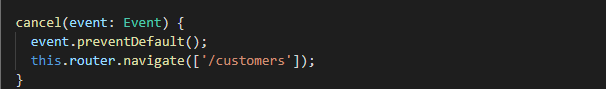 cancel(event: Event) {
event.preventDefault();
this.router.navigate(['/customers']);
}